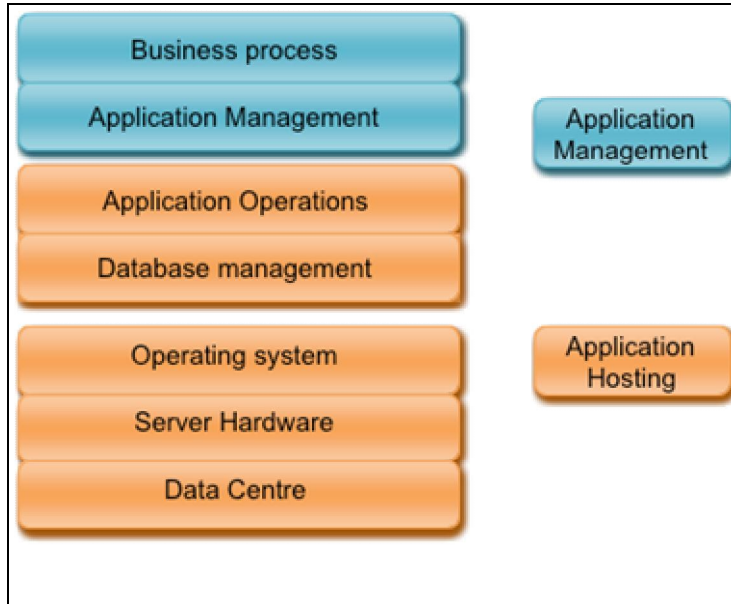 Business process
Application Management
Application Operations
Database management
Operating system
Server Hardware
Data Centre
Application
Management
Application
Hosting